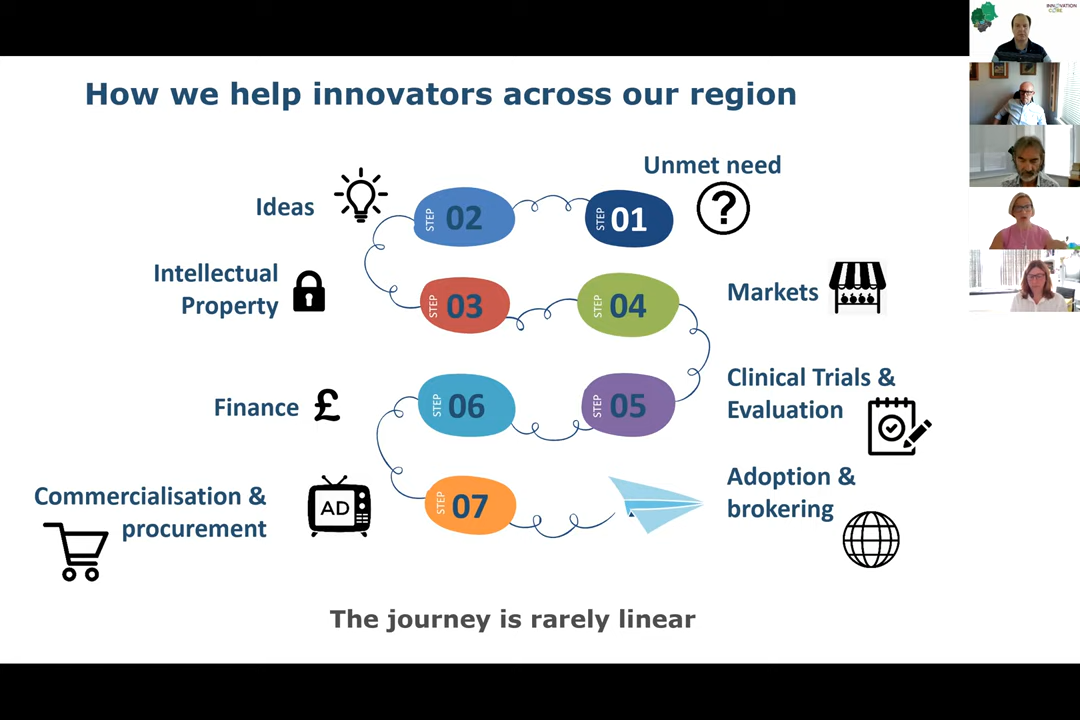 INNOVATION
How we help innovators across our region
Unmet need
Ideas
STEP 02
STEP 01
?
Intellectual
Property
STEP 03
STEP 04
Markets
Finance £
STEP 06
STEP 05
Clinical Trials &
Evaluation
Commercialisation &
procurement
AD
STEP 07
Adoption &
brokering
The journey is rarely linear